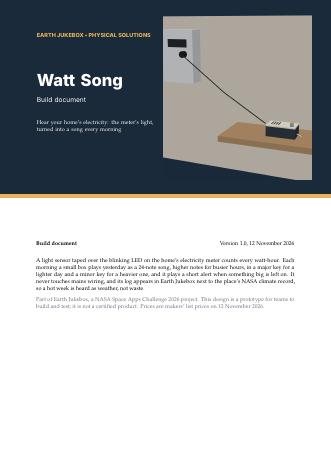 EARTH JUKEBOX • PHYSICAL SOLUTIONS
Watt Song
Build document
Hear your home's electricity: the meter's light,
turned into a song every morning
Build document
Version 1.0, 12 November 2026
A light sensor taped over the blinking LED on the home's electricity meter counts every watt-hour. Each
morning a small box plays yesterday as a 24-note song, higher notes for busier hours, in a major key for a
lighter day and a minor key for a heavier one, and it plays a short alert when something big is left on. It
never touches mains wiring, and its log appears in Earth Jukebox next to the place's NASA climate record,
so a hot week is heard as weather, not waste.
Part of Earth Jukebox, a NASA Space Apps Challenge 2026 project. This design is a prototype for teams to
build and test; it is not a certified product. Prices are makers' list prices on 12 November 2026.